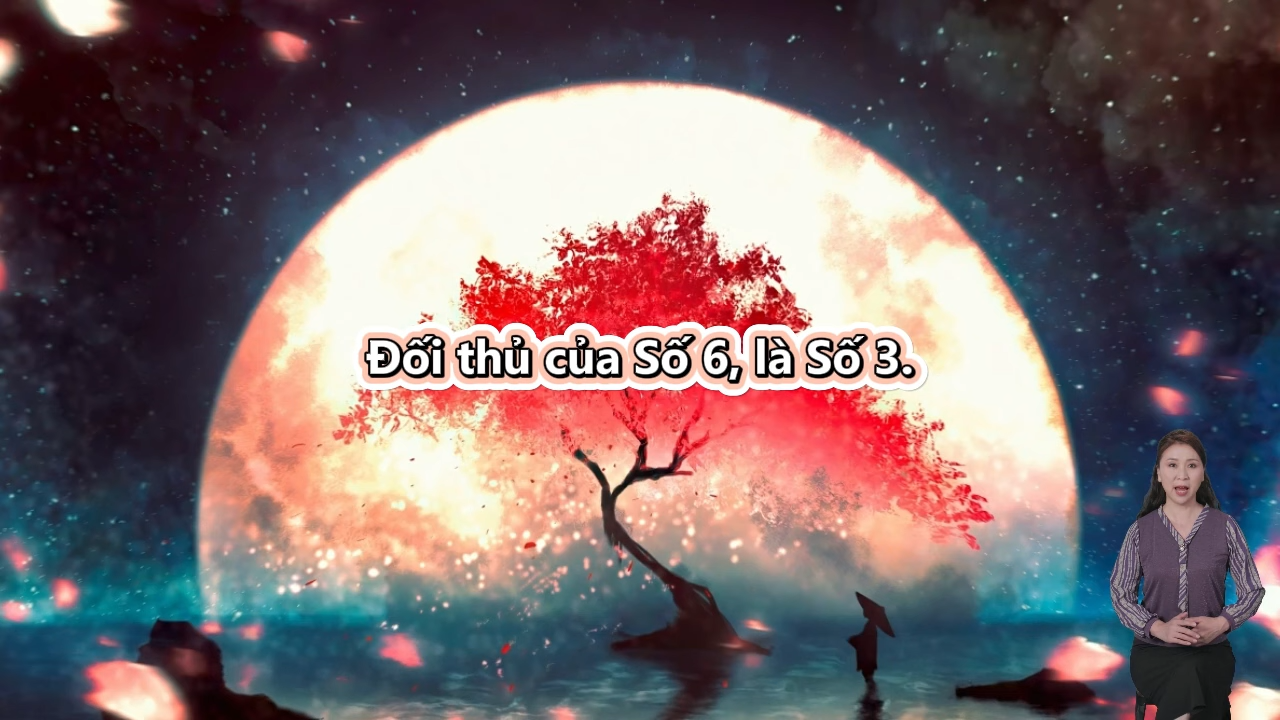 Đối thủ của Số 6, là Số 3.